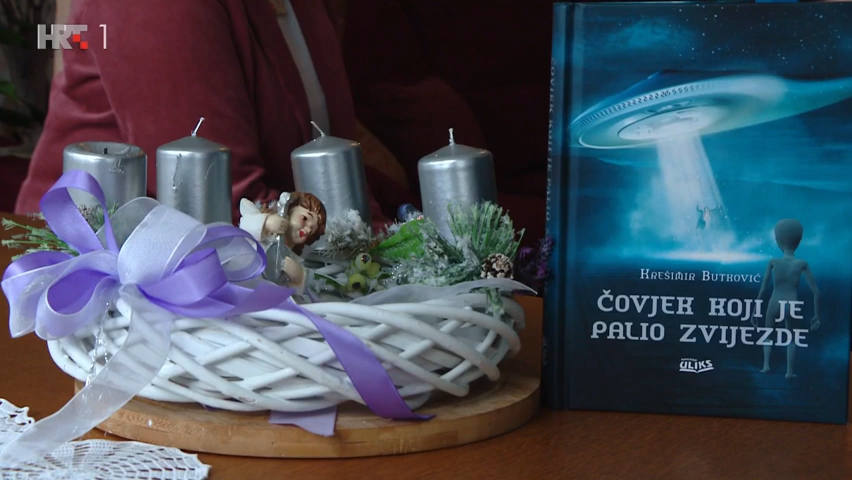 HRT 1
Krešimir Butković
ČOVJEK KOJI JE
PALIO ZVIJEZDE
ULIKS